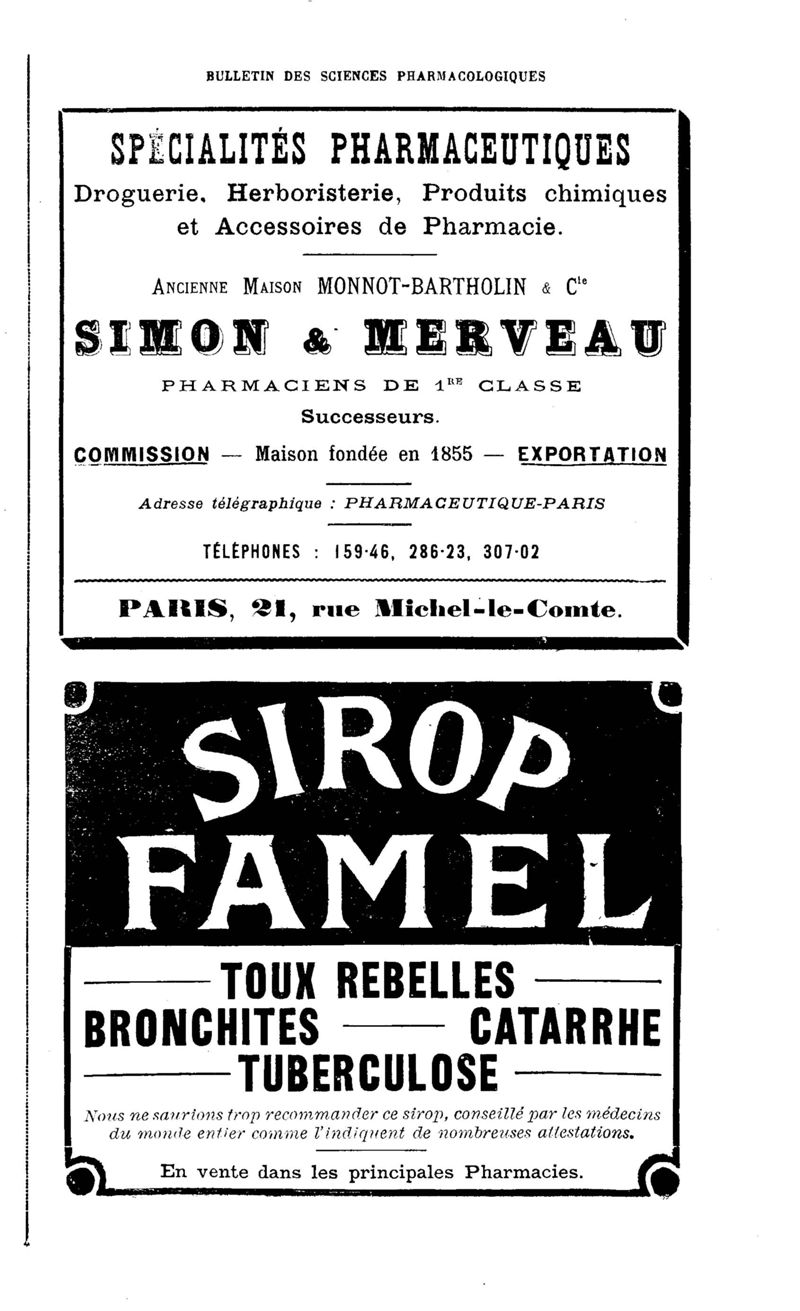 BULLETIN DES SCIENCES PHARMACOLOGIQUES
SPÉCIALITÉS PHARMACEUTIQUES
Droguerie, Herboristerie, Produits chimiques
et Accessoires de Pharmacie.
ANCIENNE MAISON MONNOT-BARTHOLIN & Cie
SIMON & MERVEAU
PHARMACIENS DE 1RE CLASSE
Successeurs.
COMMISSION — Maison fondée en 1855 — EXPORTATION
Adresse télégraphique : PHARMACEUTIQUE-PARIS
TÉLÉPHONES : 159-46, 286-23, 307-02
PARIS, 21, rue Michel-le-Comte.
SIROP
FAMEL
TOUX REBELLES
BRONCHITES — CATARRHE
TUBERCULOSE
Nous ne saurions trop recommander ce sirop, conseillé par les médecins
du monde entier comme l'indiquent de nombreuses attestations.
En vente dans les principales Pharmacies.